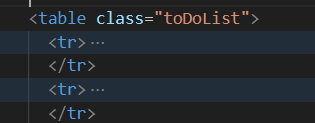 <table class="toDoList">
<tr>…
</tr>
<tr>…
</tr>